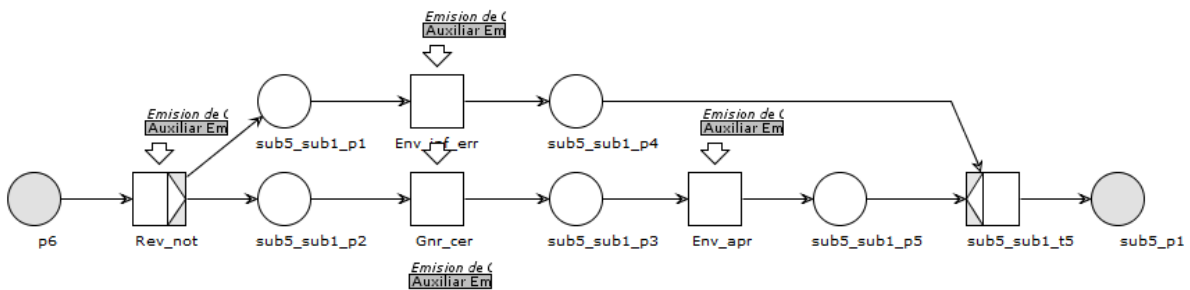 Emision de C
Auxiliar Em
Emision de C
Auxiliar Em
sub5_sub1_p1
Env_inf_err
sub5_sub1_p4
Emision de C
Auxiliar Em
p6
Rev_not
sub5_sub1_p2
Gnr_cer
sub5_sub1_p3
Env_apr
sub5_sub1_p5
sub5_sub1_t5
sub5_p1
Emision de C
Auxiliar Em